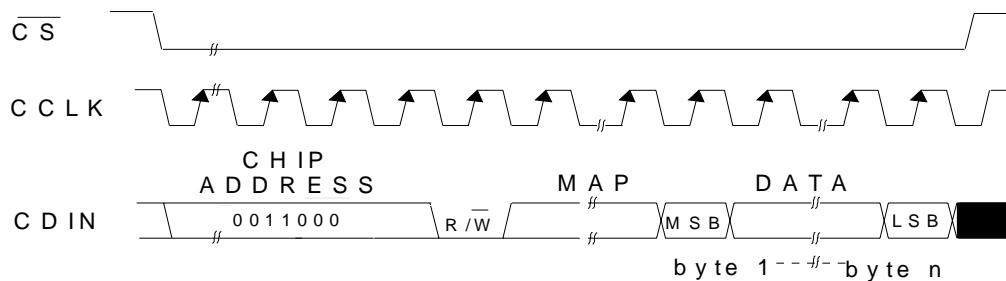 CS
CCLK
CHIP
ADDRESS
MAP
DATA
CDIN
0011000
R/W
MSB
LSB
byte 1
byte n